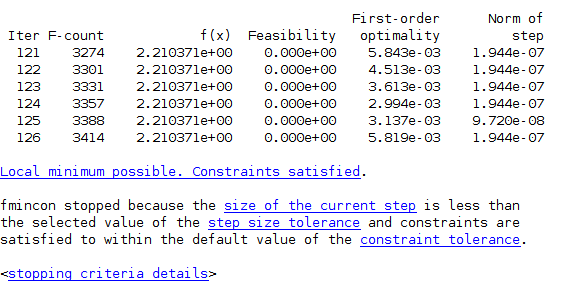 First-order Norm of
Iter F-count f(x) Feasibility optimality step
121 3274 2.210371e+00 0.000e+00 5.843e-03 1.944e-07
122 3301 2.210371e+00 0.000e+00 4.513e-03 1.944e-07
123 3331 2.210371e+00 0.000e+00 3.613e-03 1.944e-07
124 3357 2.210371e+00 0.000e+00 2.994e-03 1.944e-07
125 3388 2.210371e+00 0.000e+00 3.137e-03 9.720e-08
126 3414 2.210371e+00 0.000e+00 5.819e-03 1.944e-07
Local minimum possible. Constraints satisfied.
fmincon stopped because the size of the current step is less than
the selected value of the step size tolerance and constraints are
satisfied to within the default value of the constraint tolerance.
<stopping criteria details>